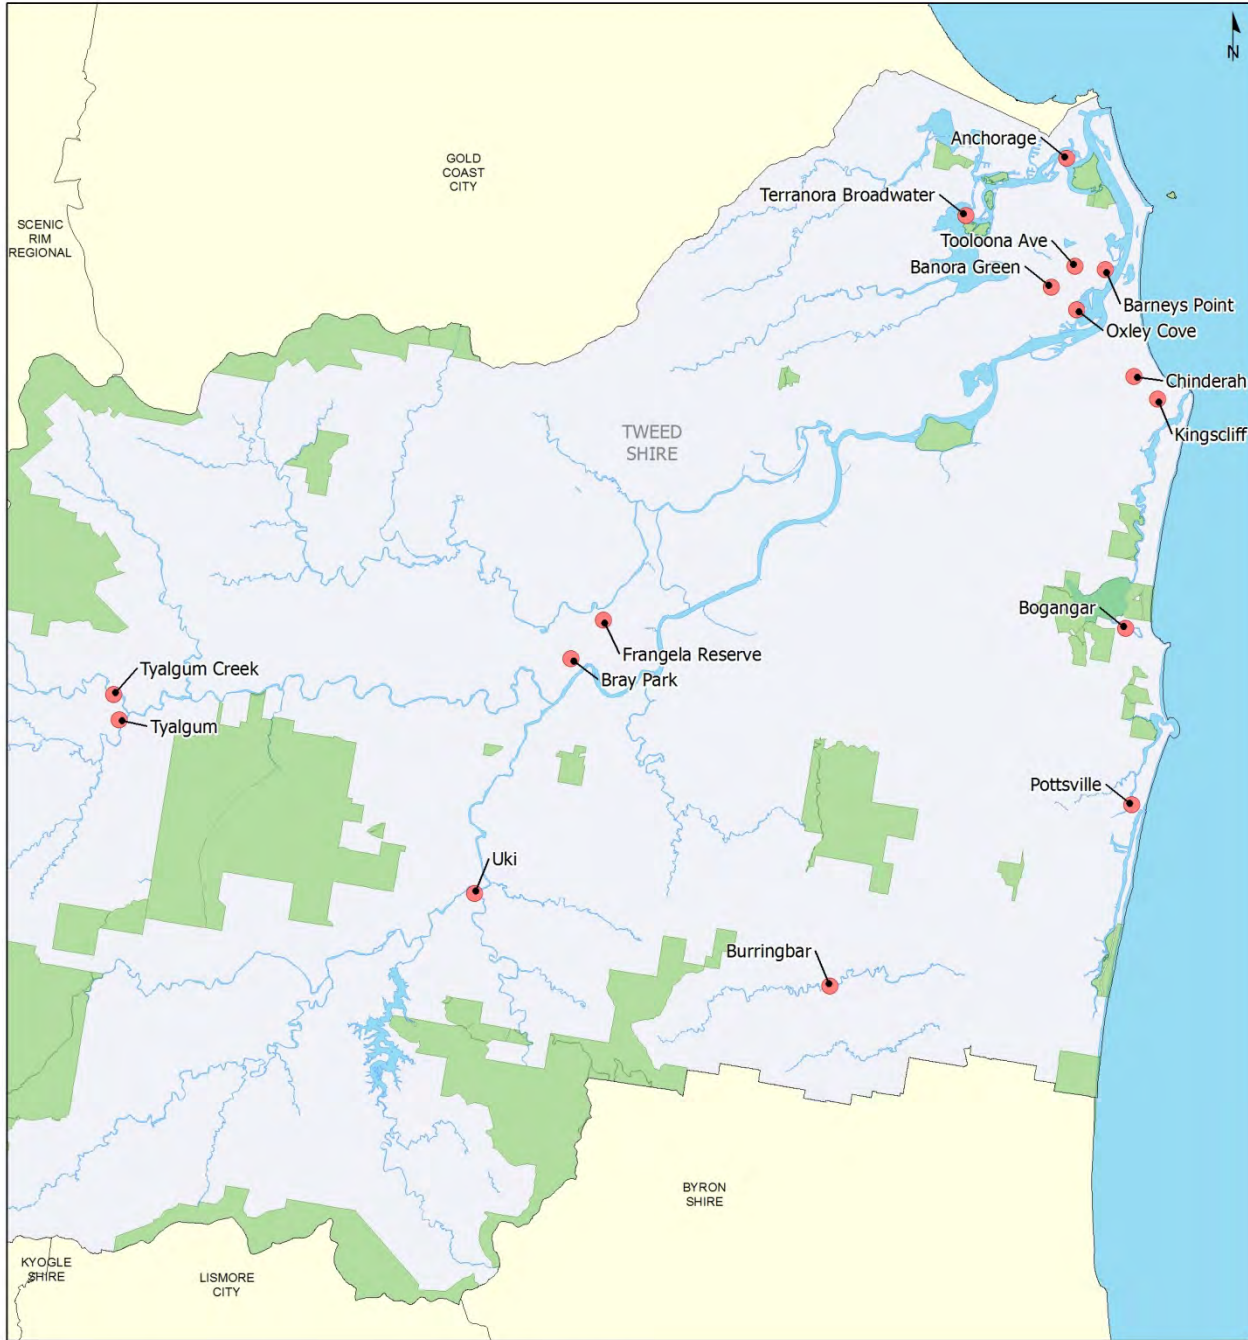 N
Anchorage
GOLD
COAST
CITY
Terranora Broadwater
SCENIC
RIM
REGIONAL
Tooloona Ave
Banora Green
Barneys Point
Oxley Cove
Chinderah
TWEED
SHIRE
Kingscliff
Bogangar
Frangela Reserve
Tyalgum Creek
Bray Park
Tyalgum
Pottsville
Uki
Burringbar
BYRON
SHIRE
KYOGLE
SHIRE
LISMORE
CITY